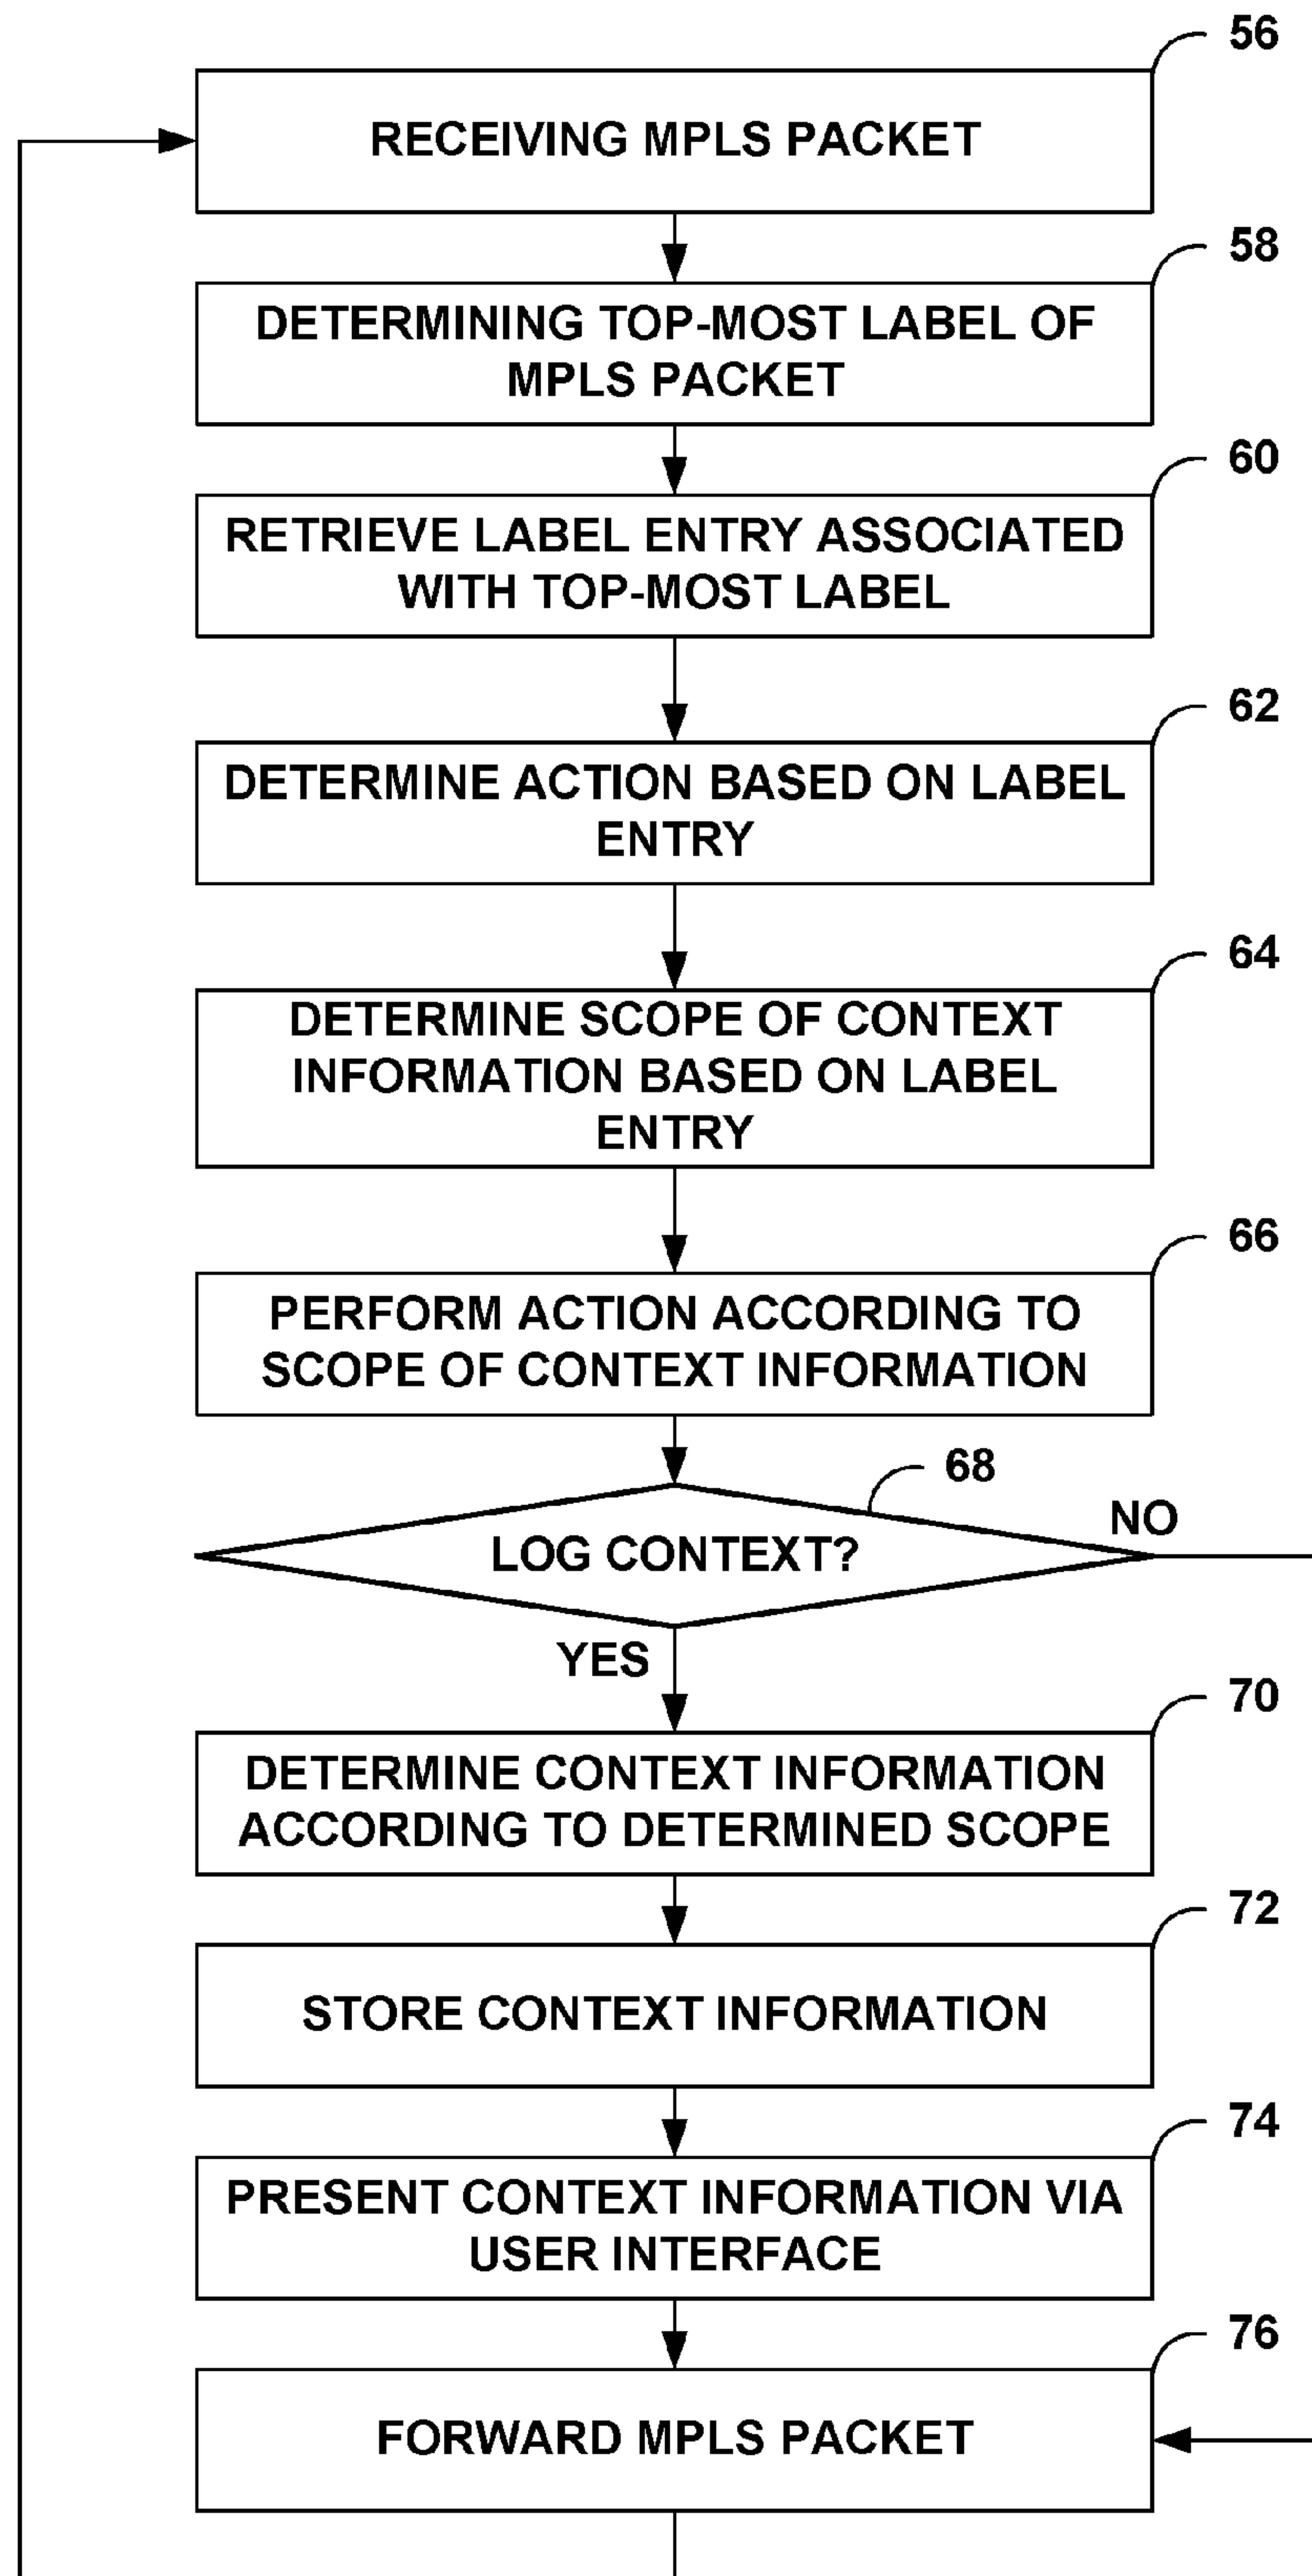 56
RECEIVING MPLS PACKET
58
DETERMINING TOP-MOST LABEL OF
MPLS PACKET
60
RETRIEVE LABEL ENTRY ASSOCIATED
WITH TOP-MOST LABEL
62
DETERMINE ACTION BASED ON LABEL
ENTRY
64
DETERMINE SCOPE OF CONTEXT
INFORMATION BASED ON LABEL
ENTRY
66
PERFORM ACTION ACCORDING TO
SCOPE OF CONTEXT INFORMATION
68
NO
LOG CONTEXT?
YES
70
DETERMINE CONTEXT INFORMATION
ACCORDING TO DETERMINED SCOPE
72
STORE CONTEXT INFORMATION
74
PRESENT CONTEXT INFORMATION VIA
USER INTERFACE
76
FORWARD MPLS PACKET